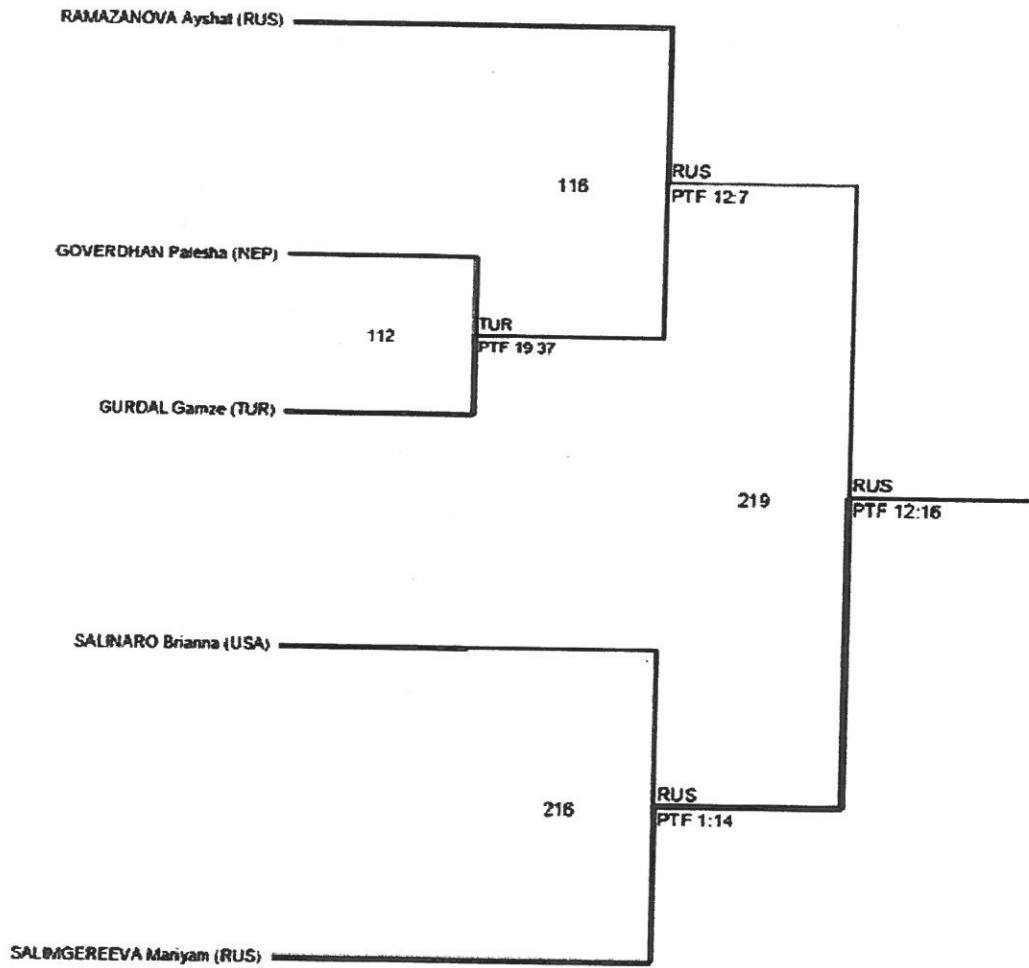 RAMAZANOVA Ayshat (RUS)
116
RUS
PTF 12:7
GOVERDHAN Palesha (NEP)
112
TUR
PTF 19:37
GURDAL Gamze (TUR)
219
RUS
PTF 12:16
SALINARO Brianna (USA)
216
RUS
PTF 1:14
SALIMGEREEVA Mariyam (RUS)